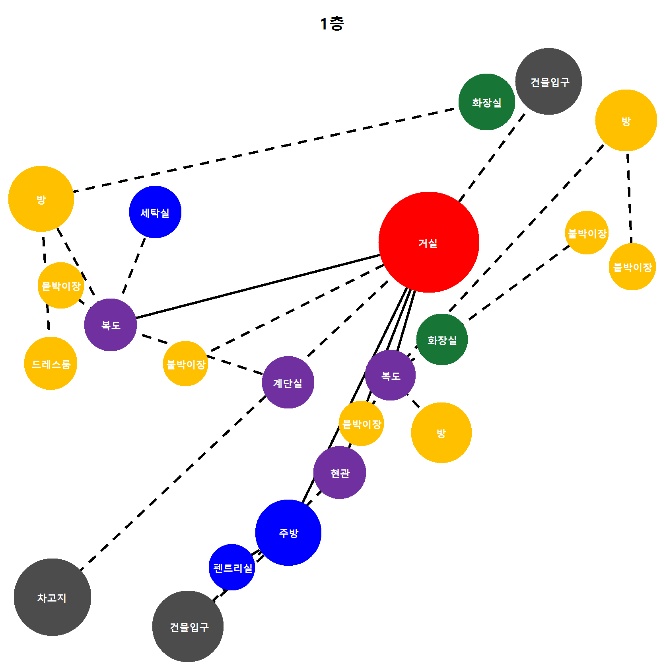 1층
건물입구
화장실
방
방
세탁실
붙박이장
거실
붙박이장
붙박이장
복도
화장실
드레스룸
붙박이장
복도
계단실
붙박이장
방
현관
주방
펜트리실
차고지
건물입구